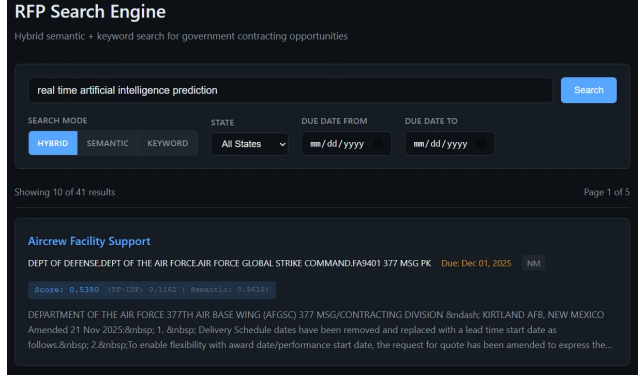 RFP Search Engine
Hybrid semantic + keyword search for government contracting opportunities
real time artificial intelligence prediction
Search
SEARCH MODE
STATE
DUE DATE FROM
DUE DATE TO
HYBRID
SEMANTIC
KEYWORD
All States
mm/dd/yyyy
mm/dd/yyyy
Showing 10 of 41 results
Page 1 of 5
Aircrew Facility Support
DEPT OF DEFENSE.DEPT OF THE AIR FORCE.AIR FORCE GLOBAL STRIKE COMMAND.FA9401 377 MSG PK Due: Dec 01, 2025 NM
Score: 0.5390 (TF-IDF: 0.1162 | Semantic: 0.9618)
DEPARTMENT OF THE AIR FORCE 377TH AIR BASE WING (AFGSC) 377 MSG/CONTRACTING DIVISION &ndash; KIRTLAND AFB, NEW MEXICO
Amended 21 Nov 2025:&nbsp; 1. &nbsp; Delivery Schedule dates have been removed and replaced with a lead time start date as
follows.&nbsp; 2.&nbsp;To enable flexibility with award date/performance start date, the request for quote has been amended to express the...